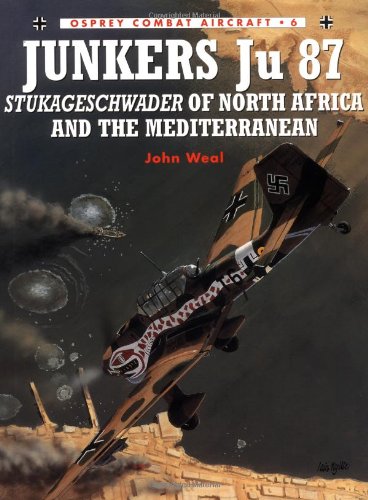 OSPREY COMBAT AIRCRAFT • 6
JUNKERS Ju 87
STUKAGESCHWADER OF NORTH AFRICA
AND THE MEDITERRANEAN
John Weal